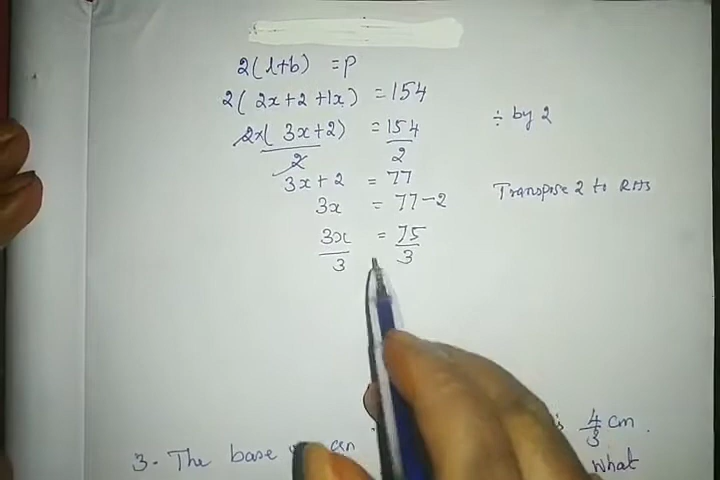 2(l+b) = P
2(2x+2+1x) = 154
2×(3x+2)/2 = 154/2 ÷ by 2
3x+2 = 77
3x = 77-2 Transpose 2 to RHS
3x/3 = 75/3
4/3 cm.
3. The base an What